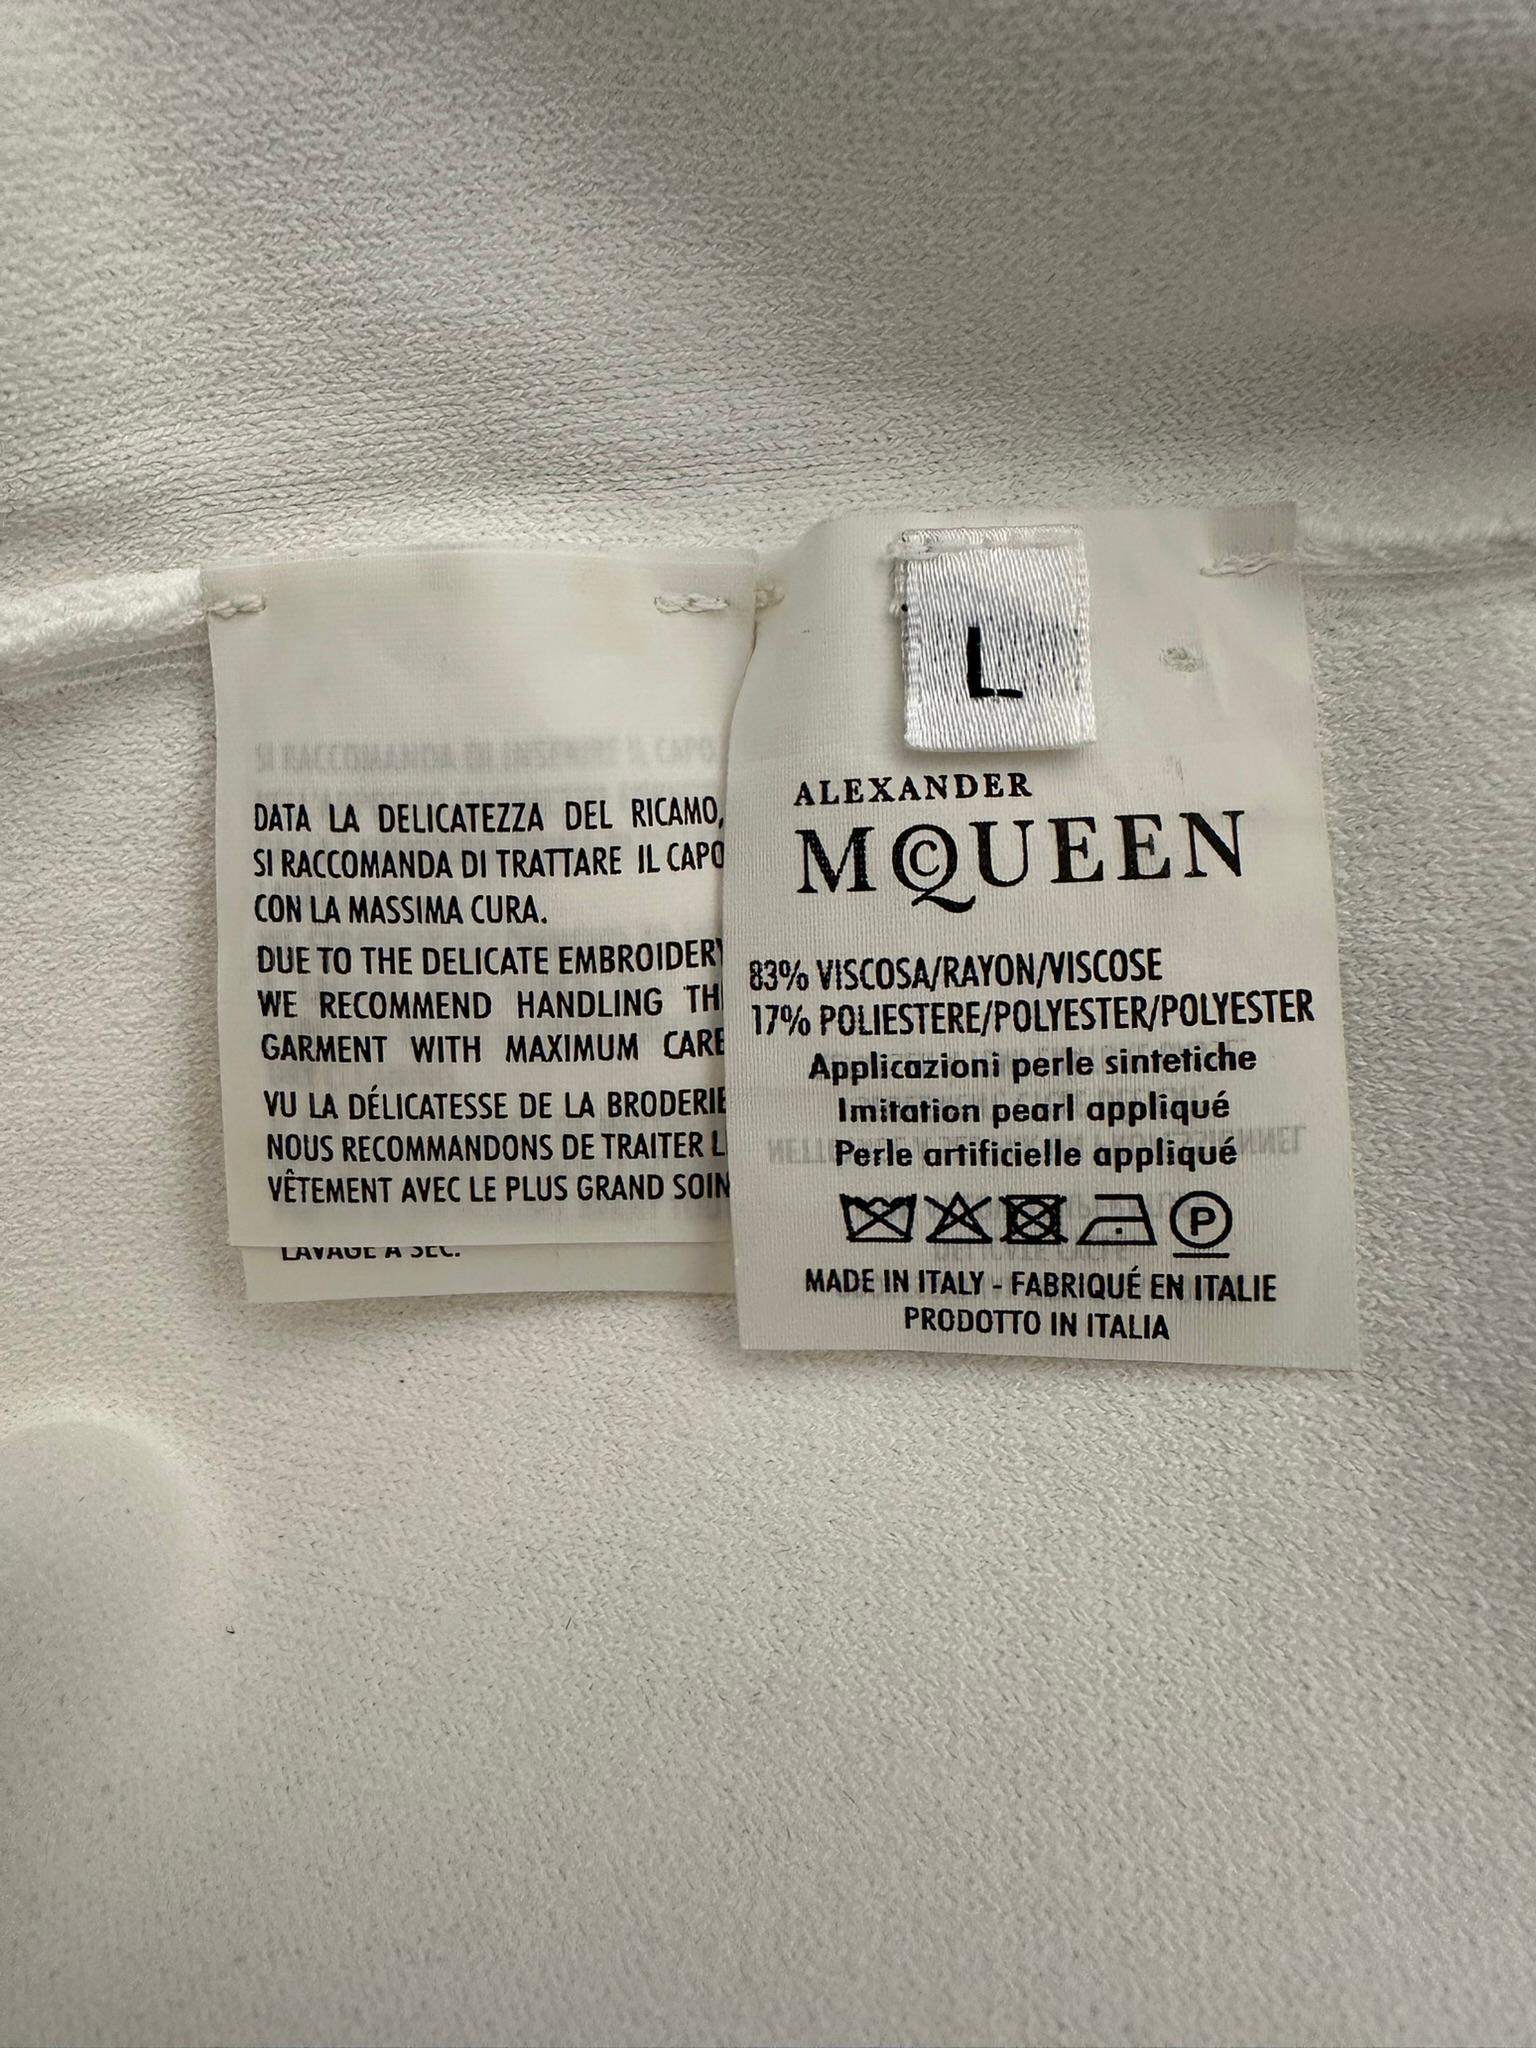 DATA LA DELICATEZZA DEL RICAMO,
SI RACCOMANDA DI TRATTARE IL CAPO
CON LA MASSIMA CURA.
DUE TO THE DELICATE EMBROIDERY
WE RECOMMEND HANDLING TH
GARMENT WITH MAXIMUM CARE
VU LA DÉLICATESSE DE LA BRODERIE
NOUS RECOMMANDONS DE TRAITER L
VÊTEMENT AVEC LE PLUS GRAND SOIN
LAVAGE A SEC.
L
ALEXANDER
MCQUEEN
83% VISCOSA/RAYON/VISCOSE
17% POLIESTERE/POLYESTER/POLYESTER
Applicazioni perle sintetiche
Imitation pearl appliqué
Perle artificielle appliqué
P
MADE IN ITALY - FABRIQUÉ EN ITALIE
PRODOTTO IN ITALIA